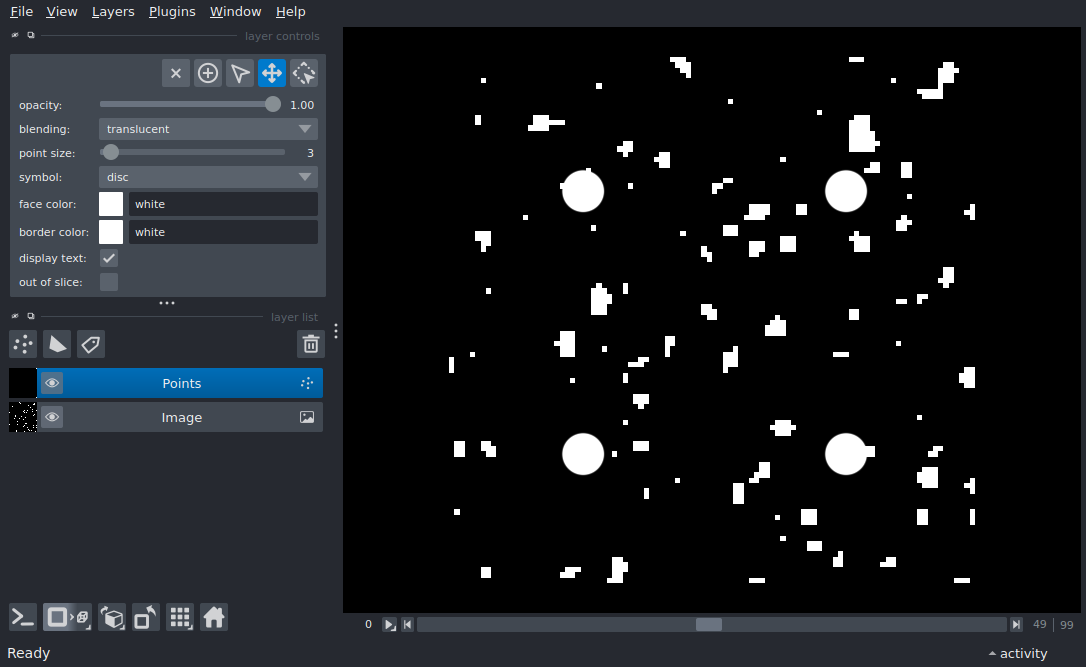 File View Layers Plugins Window Help
layer controls
opacity: 1.00
blending: translucent
point size: 3
symbol: disc
face color: white
border color: white
display text:
out of slice:
layer list
Points
Image
0 49 99
Ready activity